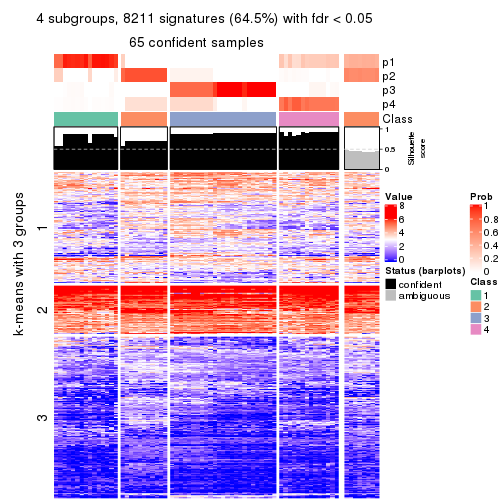 4 subgroups, 8211 signatures (64.5%) with fdr < 0.05
65 confident samples
p1
p2
p3
p4
Class
1
0.5
0
Silhouette
score
k-means with 3 groups
1
2
3
Value
8
6
4
2
0
Status (barplots)
confident
ambiguous
Prob
1
0.8
0.6
0.4
0.2
0
Class
1
2
3
4